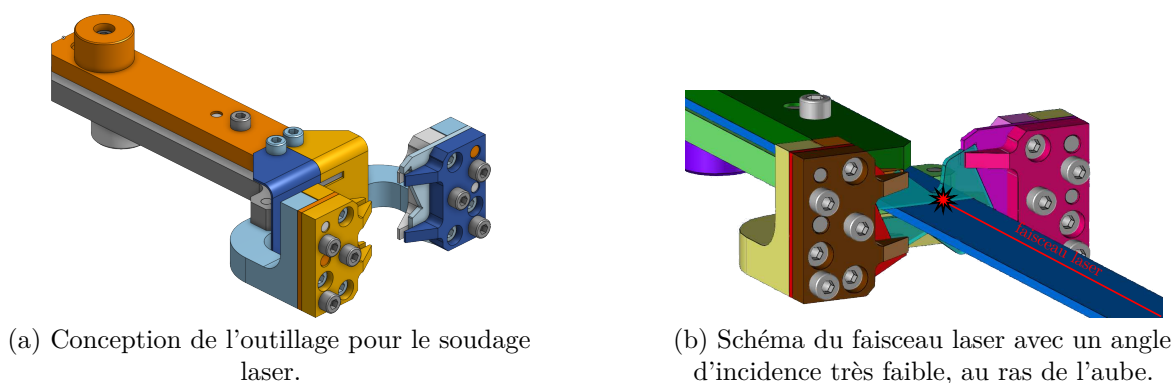 faisceau laser
(a) Conception de l'outillage pour le soudage
laser.
(b) Schéma du faisceau laser avec un angle
d'incidence très faible, au ras de l'aube.